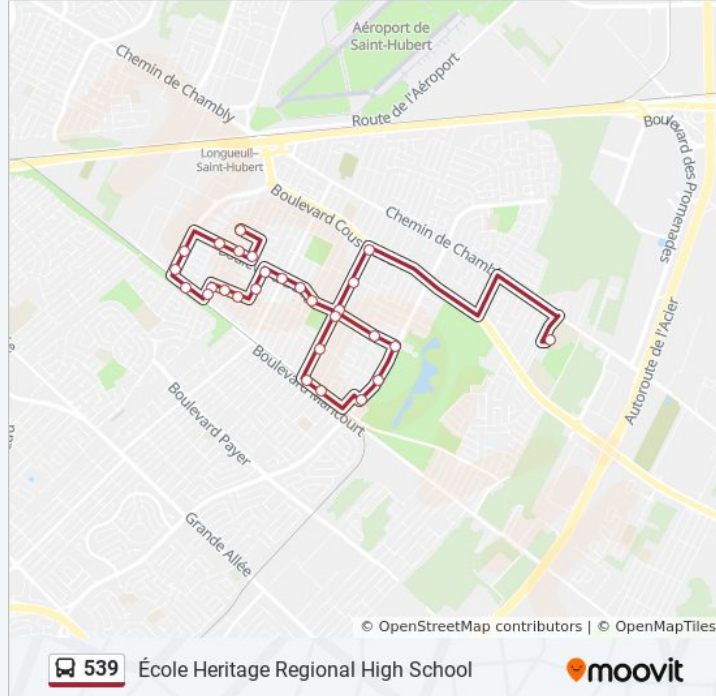 Aéroport de
Saint-Hubert
Chemin de Chambly
Route de l'Aéroport
Boulevard des Promenades
Longueuil–
Saint-Hubert
Boulevard Cous
Chemin de Chambly
Boule
Autoroute de l'Acier
Boulevard Maricourt
Boulevard Payer
Grande Allée
© OpenStreetMap contributors | © OpenMapTiles
539 École Heritage Regional High School
moovit